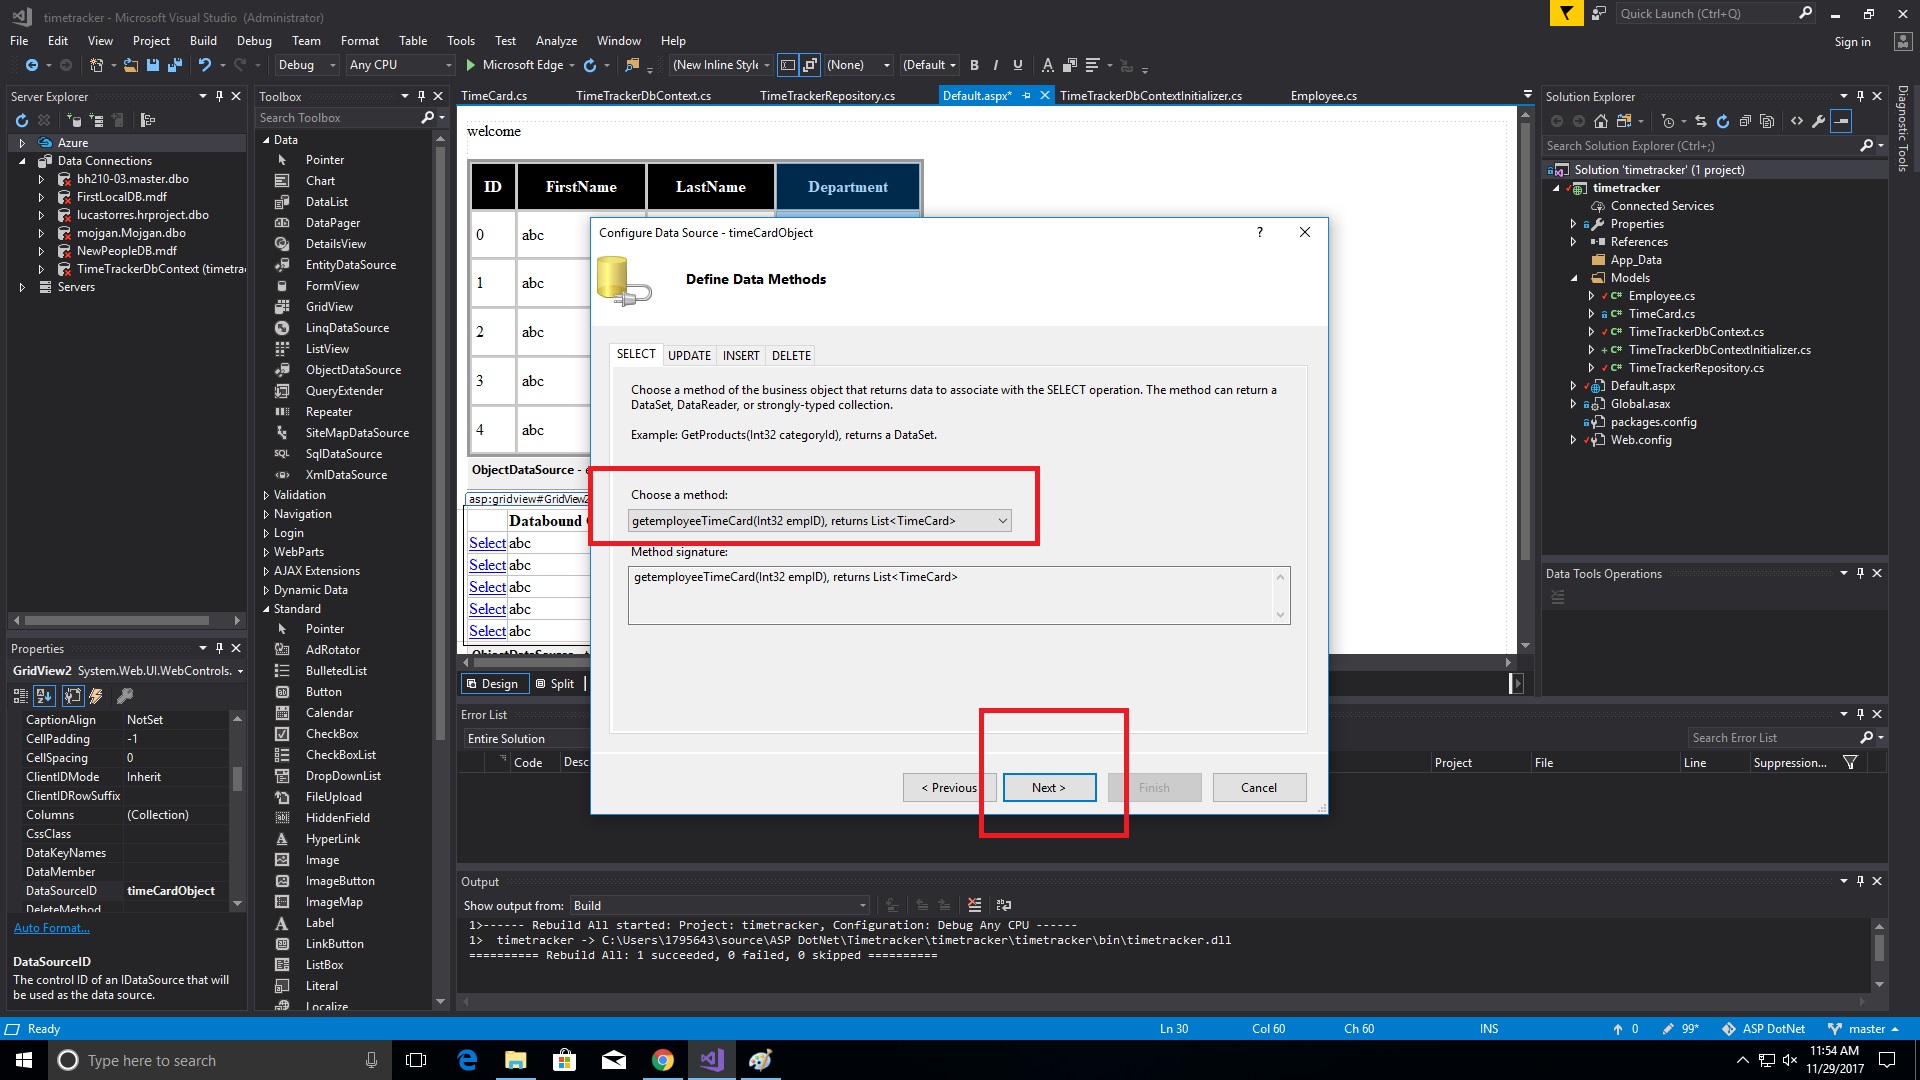 timetracker - Microsoft Visual Studio (Administrator)
Quick Launch (Ctrl+Q)
File Edit View Project Build Debug Team Format Table Tools Test Analyze Window Help
Sign in
Debug Any CPU Microsoft Edge (New Inline Style (None) (Default B I U A
Server Explorer
Azure
Data Connections
bh210-03.master.dbo
FirstLocalDB.mdf
lucastorres.hrproject.dbo
mojgan.Mojgan.dbo
NewPeopleDB.mdf
TimeTrackerDbContext (timetra
Servers
Properties
GridView2 System.Web.UI.WebControls.
CaptionAlign NotSet
CellPadding -1
CellSpacing 0
ClientIDMode Inherit
ClientIDRowSuffix
Columns (Collection)
CssClass
DataKeyNames
DataMember
DataSourceID timeCardObject
DeleteMethod
Auto Format...
DataSourceID
The control ID of an IDataSource that will
be used as the data source.
Toolbox
Search Toolbox
Data
Pointer
Chart
DataList
DataPager
DetailsView
EntityDataSource
FormView
GridView
LinqDataSource
ListView
ObjectDataSource
QueryExtender
Repeater
SiteMapDataSource
SqlDataSource
XmlDataSource
Validation
Navigation
Login
WebParts
AJAX Extensions
Dynamic Data
Standard
Pointer
AdRotator
BulletedList
Button
Calendar
CheckBox
CheckBoxList
DropDownList
FileUpload
HiddenField
HyperLink
Image
ImageButton
ImageMap
Label
LinkButton
ListBox
Literal
Localize
TimeCard.cs TimeTrackerDbContext.cs TimeTrackerRepository.cs Default.aspx* TimeTrackerDbContextInitializer.cs Employee.cs
welcome
ID FirstName LastName Department
0 abc
1 abc
2 abc
3 abc
4 abc
ObjectDataSource - e
asp:gridview#GridView2
Databound
Select abc
Select abc
Select abc
Select abc
Select abc
Design Split
Configure Data Source - timeCardObject
?
Define Data Methods
SELECT UPDATE INSERT DELETE
Choose a method of the business object that returns data to associate with the SELECT operation. The method can return a
DataSet, DataReader, or strongly-typed collection.
Example: GetProducts(Int32 categoryId), returns a DataSet.
Choose a method:
getemployeeTimeCard(Int32 empID), returns List<TimeCard>
Method signature:
getemployeeTimeCard(Int32 empID), returns List<TimeCard>
< Previous Next > Finish Cancel
Error List
Entire Solution
Search Error List
Code Desc Project File Line Suppression...
Output
Show output from: Build
1>------ Rebuild All started: Project: timetracker, Configuration: Debug Any CPU ------
1> timetracker -> C:\Users\1795643\source\ASP DotNet\Timetracker\timetracker\timetracker\bin\timetracker.dll
========== Rebuild All: 1 succeeded, 0 failed, 0 skipped ==========
Solution Explorer
Search Solution Explorer (Ctrl+;)
Solution 'timetracker' (1 project)
timetracker
Connected Services
Properties
References
App_Data
Models
Employee.cs
TimeCard.cs
TimeTrackerDbContext.cs
TimeTrackerDbContextInitializer.cs
TimeTrackerRepository.cs
Default.aspx
Global.asax
packages.config
Web.config
Data Tools Operations
Diagnostic Tools
Ready Ln 30 Col 60 Ch 60 INS 0 99* ASP DotNet master
Type here to search
11:54 AM
11/29/2017